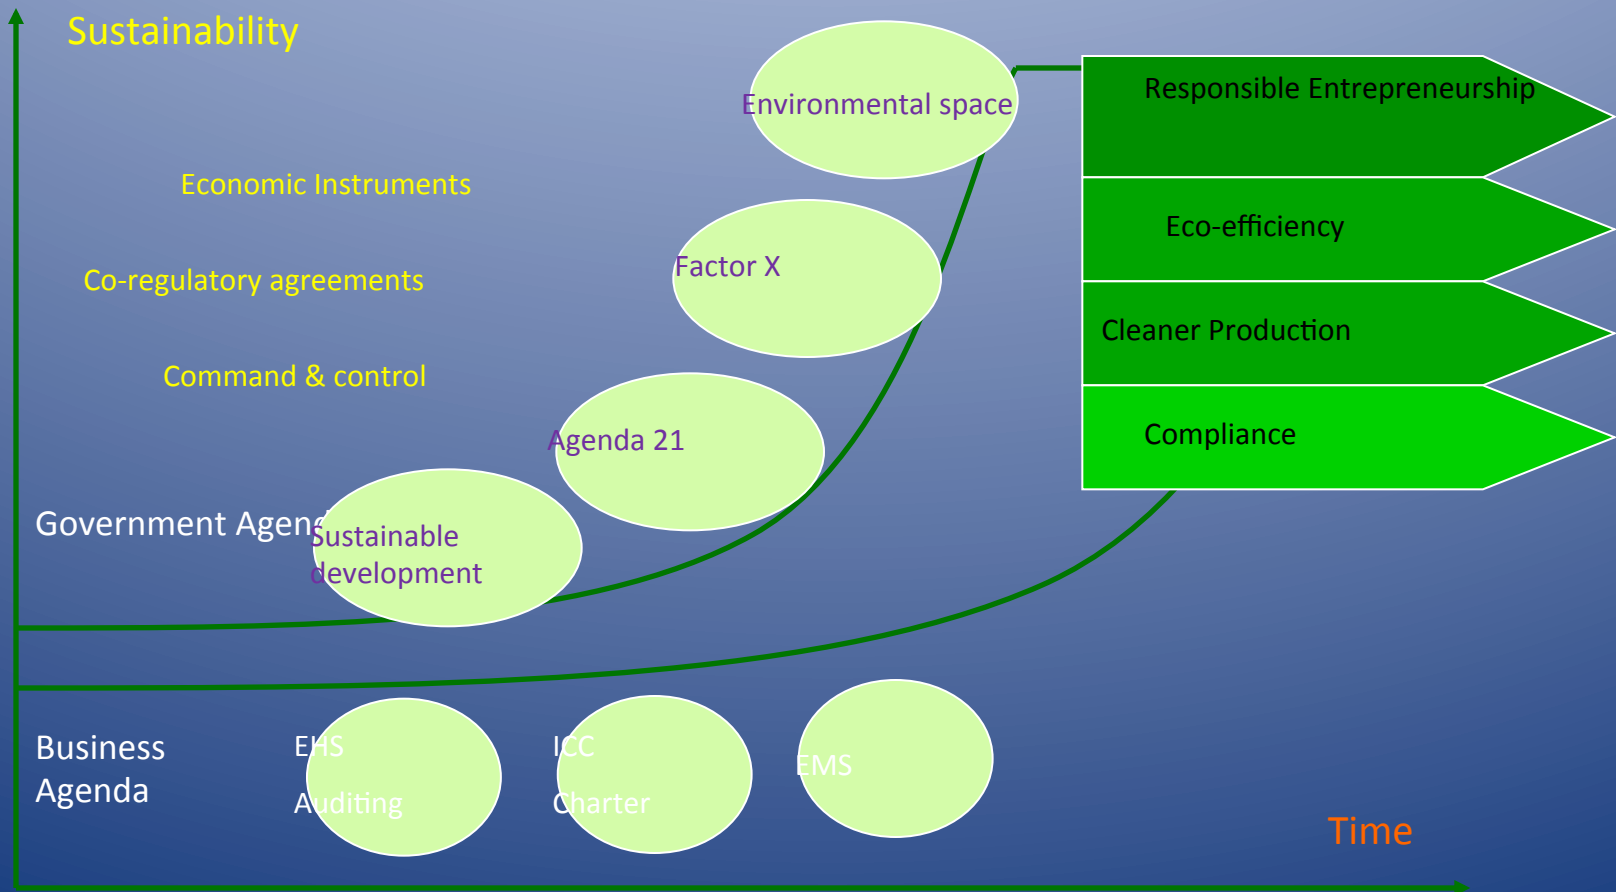 Sustainability
Environmental space
Responsible Entrepreneurship
Economic Instruments
Eco-efficiency
Factor X
Co-regulatory agreements
Cleaner Production
Command & control
Agenda 21
Compliance
Government Agend
Sustainable
development
Business
Agenda
EHS
Auditing
ICC
Charter
EMS
Time